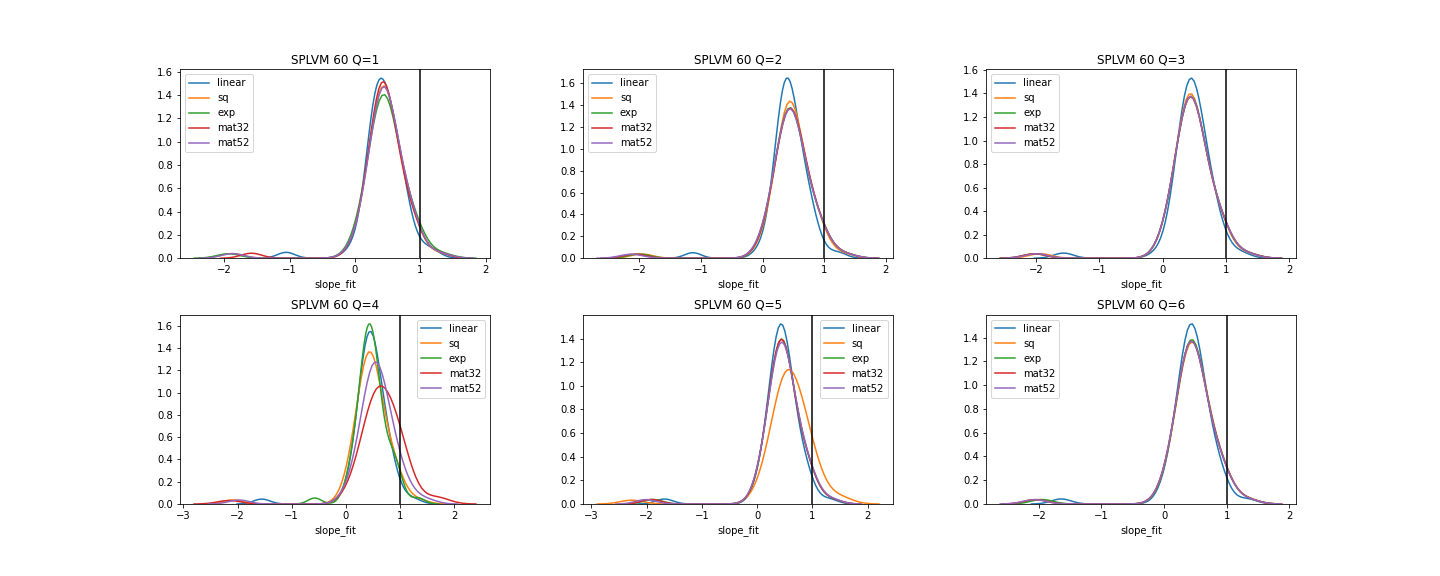 SPLVM 60 Q=1
1.6
1.4
1.2
1.0
0.8
0.6
0.4
0.2
0.0
linear
sq
exp
mat32
mat52
−2 −1 0 1 2
slope_fit
SPLVM 60 Q=2
1.6
1.4
1.2
1.0
0.8
0.6
0.4
0.2
0.0
linear
sq
exp
mat32
mat52
−2 −1 0 1 2
slope_fit
SPLVM 60 Q=3
1.6
1.4
1.2
1.0
0.8
0.6
0.4
0.2
0.0
linear
sq
exp
mat32
mat52
−2 −1 0 1 2
slope_fit
SPLVM 60 Q=4
1.6
1.4
1.2
1.0
0.8
0.6
0.4
0.2
0.0
linear
sq
exp
mat32
mat52
−3 −2 −1 0 1 2
slope_fit
SPLVM 60 Q=5
1.4
1.2
1.0
0.8
0.6
0.4
0.2
0.0
linear
sq
exp
mat32
mat52
−3 −2 −1 0 1 2
slope_fit
SPLVM 60 Q=6
1.4
1.2
1.0
0.8
0.6
0.4
0.2
0.0
linear
sq
exp
mat32
mat52
−2 −1 0 1 2
slope_fit